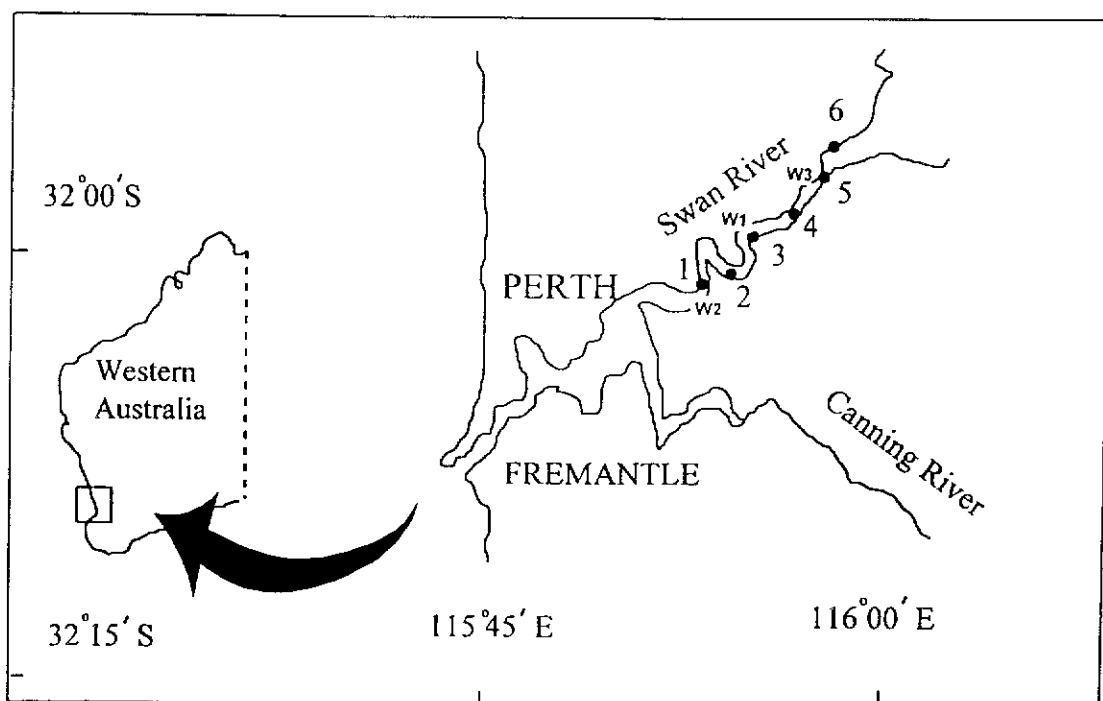 6
Swan River
W3
5
32°00′ S
4
W1
3
1
2
PERTH
W2
Western
Australia
Canning River
FREMANTLE
32°15′ S
115°45′ E
116°00′ E